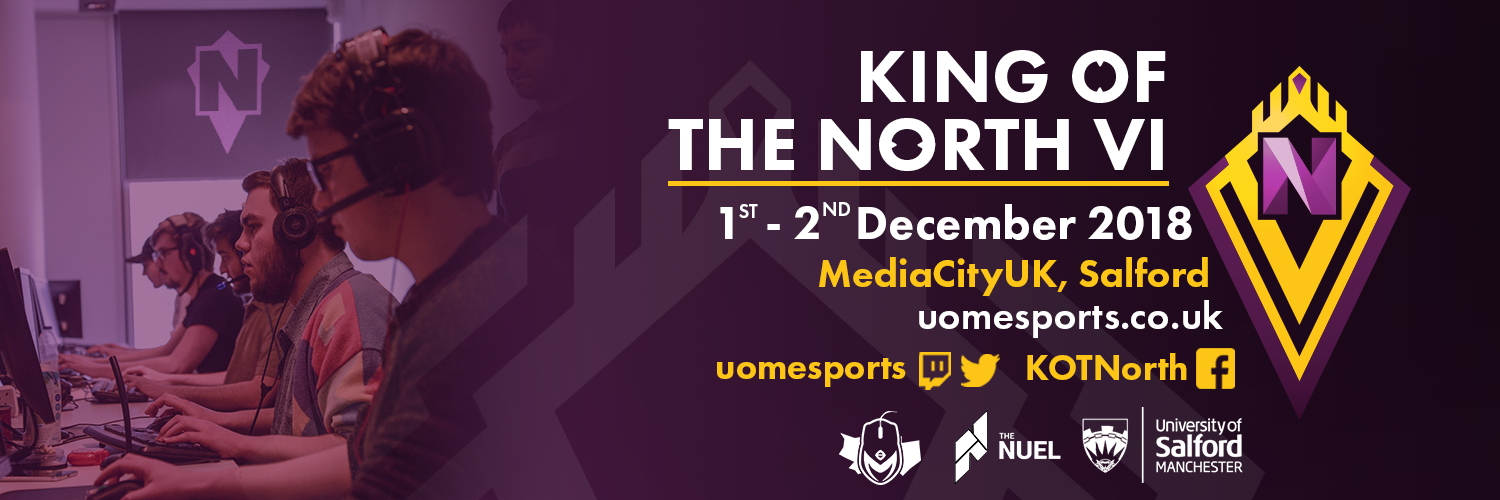 N
KING OF
THE NORTH VI
N
1ST - 2ND December 2018
MediaCityUK, Salford
uomesports.co.uk
uomesports KOTNorth
THE
NUEL
University of
Salford
MANCHESTER